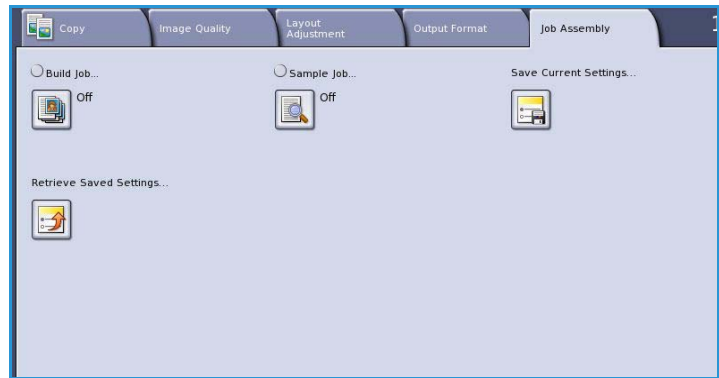 Copy
Image Quality
Layout
Adjustment
Output Format
Job Assembly
1
Build Job...
Off
Sample Job...
Off
Save Current Settings...
Retrieve Saved Settings...